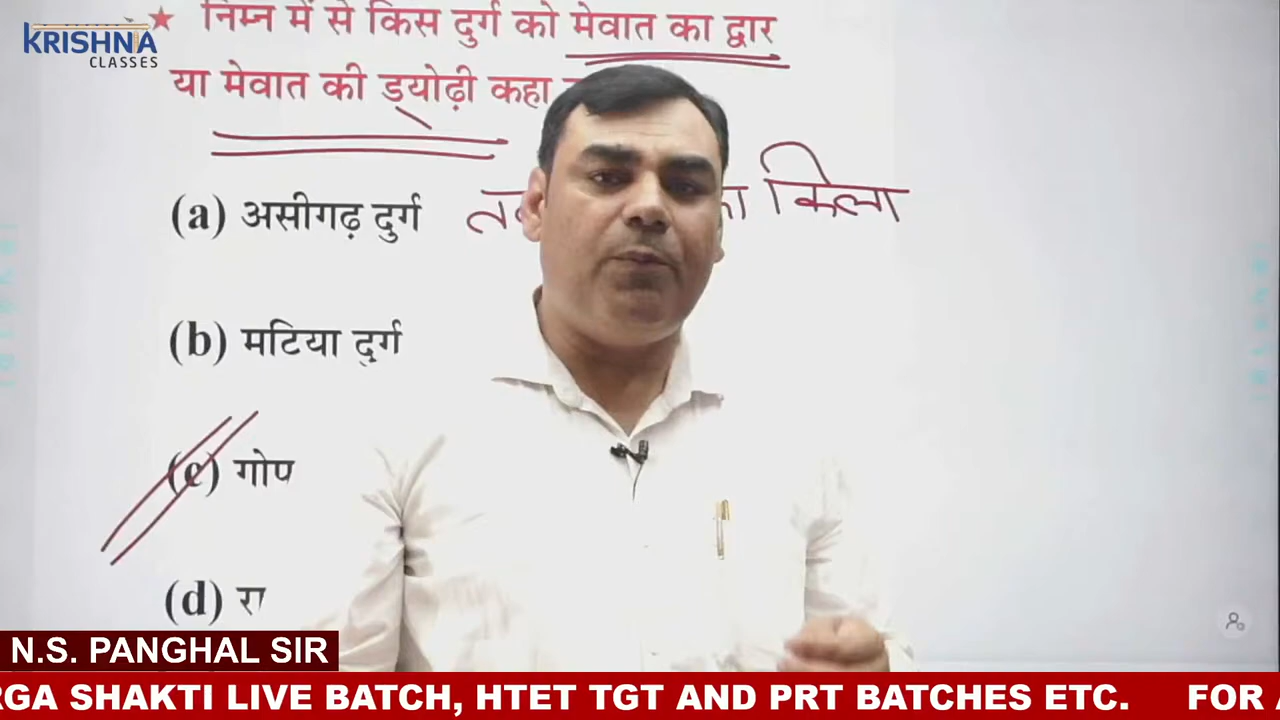 KRISHNA
CLASSES
★ निम्न में से किस दुर्ग को मेवात का द्वार
या मेवात की ड्योढ़ी कहा
(a) असीगढ़ दुर्ग
किला
(b) मटिया दुर्ग
(c) गोप
(d) रा
N.S. PANGHAL SIR
RGA SHAKTI LIVE BATCH, HTET TGT AND PRT BATCHES ETC. FOR